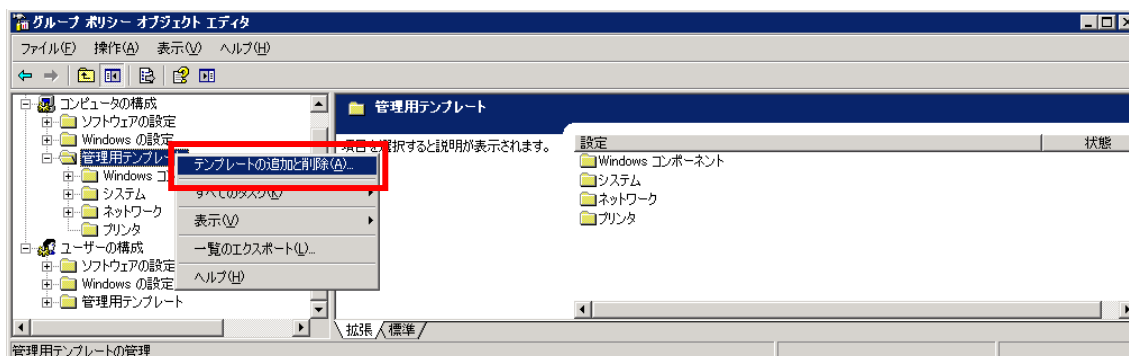 グループ ポリシー オブジェクト エディタ
ファイル(F) 操作(A) 表示(V) ヘルプ(H)
コンピュータの構成
ソフトウェアの設定
Windows の設定
管理用テンプレ
Windows コ
システム
ネットワーク
プリンタ
ユーザーの構成
ソフトウェアの設定
Windows の設定
管理用テンプレート
テンプレートの追加と削除(A)...
すべてのタスク(K)
表示(V)
一覧のエクスポート(L)...
ヘルプ(H)
管理用テンプレート
項目を選択すると説明が表示されます。
設定 状態
Windows コンポーネント
システム
ネットワーク
プリンタ
拡張 標準
管理用テンプレートの管理